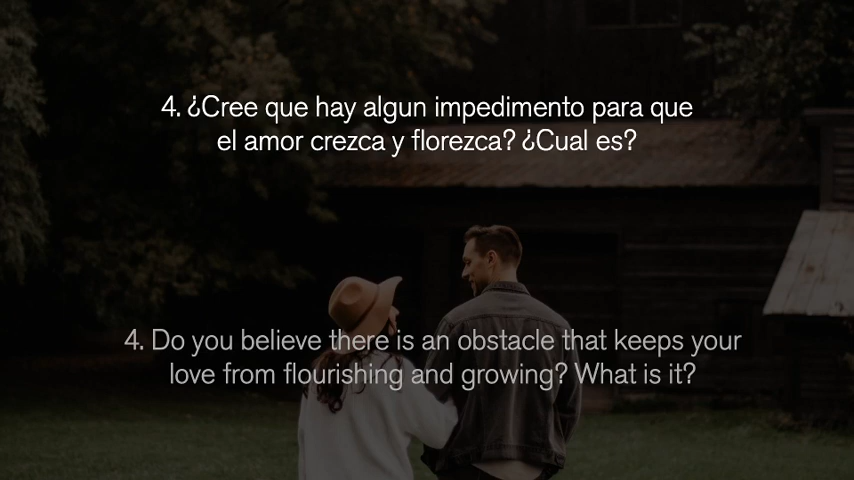 4. ¿Cree que hay algun impedimento para que
el amor crezca y florezca? ¿Cual es?
4. Do you believe there is an obstacle that keeps your
love from flourishing and growing? What is it?